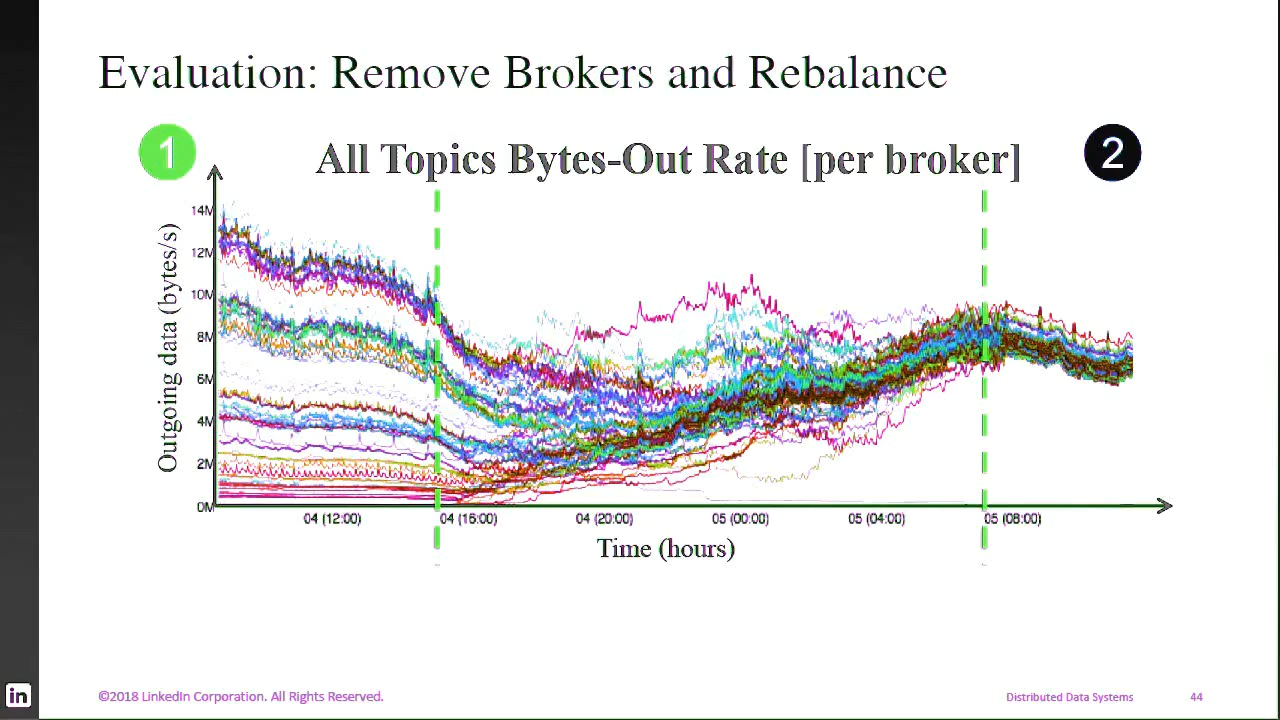 Evaluation: Remove Brokers and Rebalance
1
All Topics Bytes-Out Rate [per broker]
2
Outgoing data (bytes/s)
14M
12M
10M
8M
6M
4M
2M
0M
04 (12:00) 04 (16:00) 04 (20:00) 05 (00:00) 05 (04:00) 05 (08:00)
Time (hours)
in
©2018 LinkedIn Corporation. All Rights Reserved. Distributed Data Systems 44